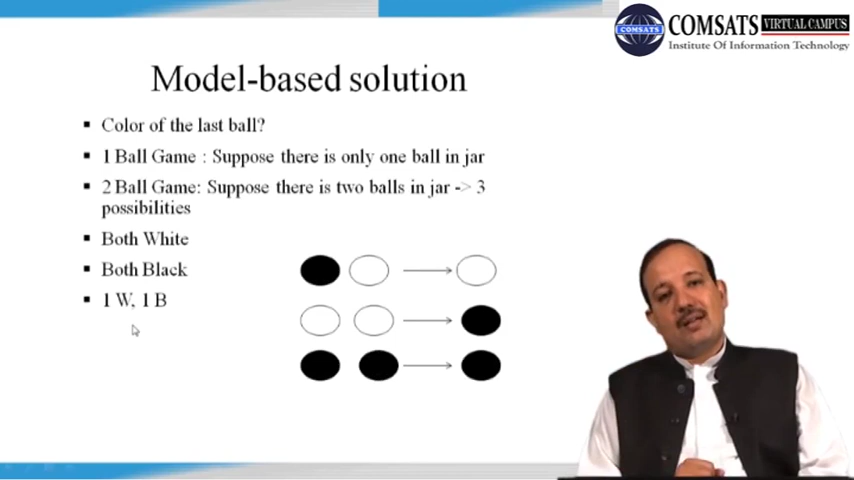 COMSATS VIRTUAL CAMPUS
Institute Of Information Technology
COMSATS
Model-based solution
Color of the last ball?
1 Ball Game : Suppose there is only one ball in jar
2 Ball Game: Suppose there is two balls in jar -> 3
possibilities
Both White
Both Black
1 W, 1 B